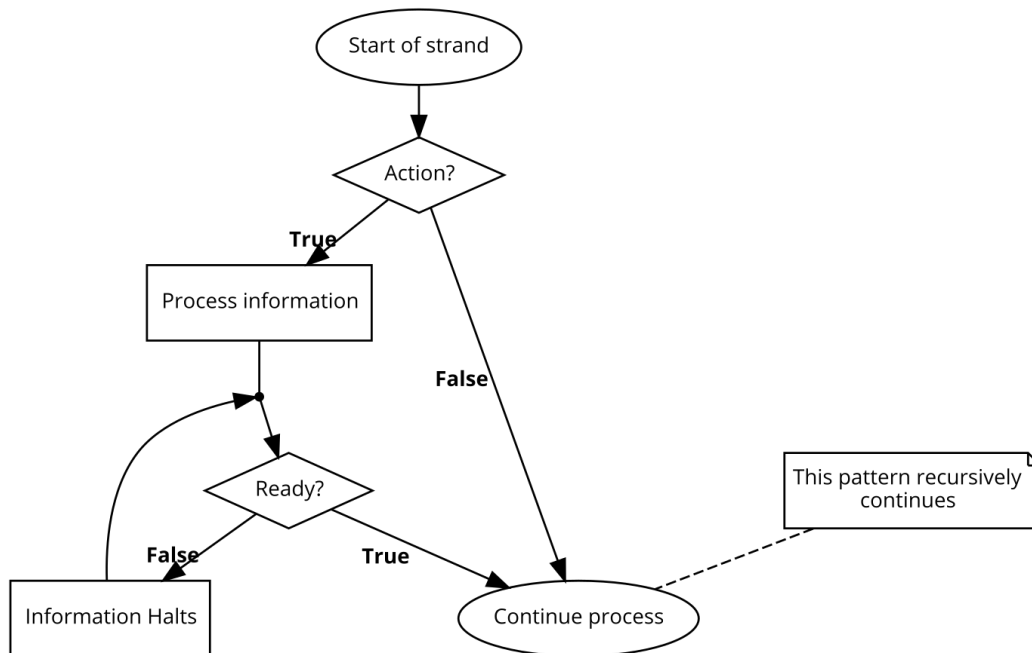 Start of strand
Action?
True
Process information
False
Ready?
This pattern recursively
continues
False
True
Information Halts
Continue process